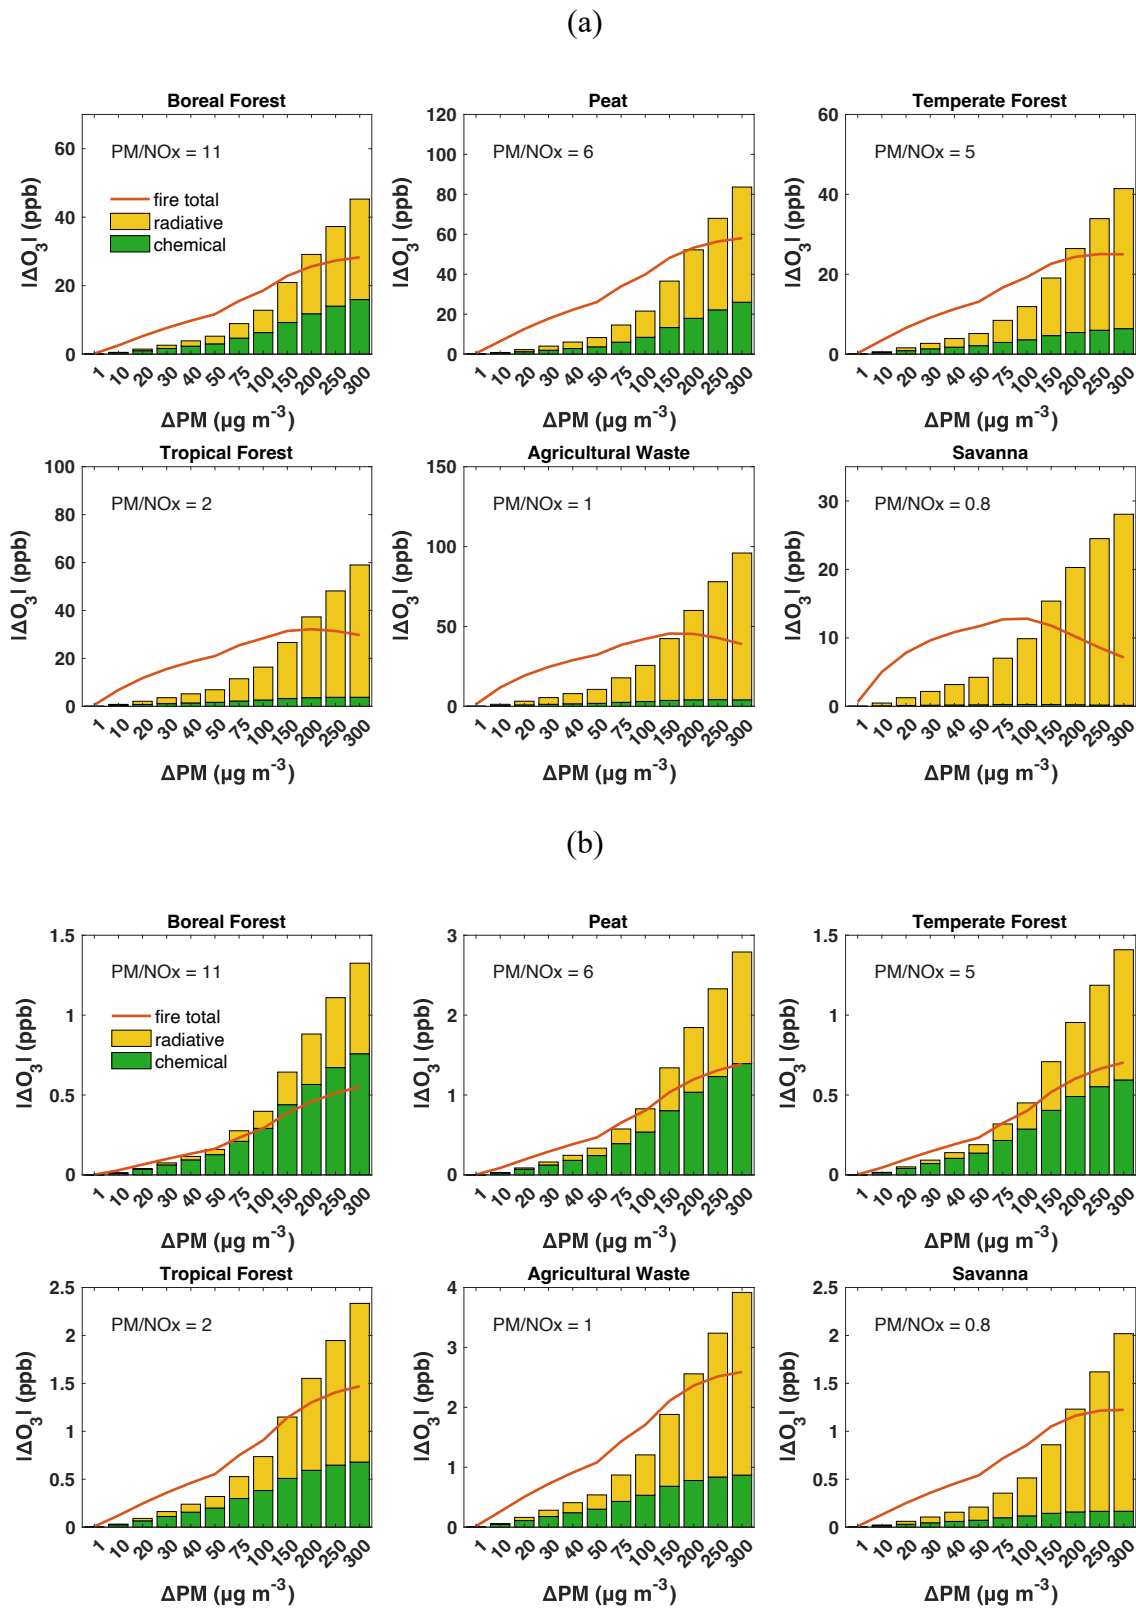 (a)
Boreal Forest
|ΔO3| (ppb)
60
40
20
0
PM/NOx = 11
fire total
radiative
chemical
1 10 20 30 40 50 75 100 150 200 250 300
ΔPM (µg m-3)
Peat
|ΔO3| (ppb)
120
100
80
60
40
20
0
PM/NOx = 6
1 10 20 30 40 50 75 100 150 200 250 300
ΔPM (µg m-3)
Temperate Forest
|ΔO3| (ppb)
60
40
20
0
PM/NOx = 5
1 10 20 30 40 50 75 100 150 200 250 300
ΔPM (µg m-3)
Tropical Forest
|ΔO3| (ppb)
100
80
60
40
20
0
PM/NOx = 2
1 10 20 30 40 50 75 100 150 200 250 300
ΔPM (µg m-3)
Agricultural Waste
|ΔO3| (ppb)
150
100
50
0
PM/NOx = 1
1 10 20 30 40 50 75 100 150 200 250 300
ΔPM (µg m-3)
Savanna
|ΔO3| (ppb)
30
20
10
0
PM/NOx = 0.8
1 10 20 30 40 50 75 100 150 200 250 300
ΔPM (µg m-3)
(b)
Boreal Forest
|ΔO3| (ppb)
1.5
1
0.5
0
PM/NOx = 11
fire total
radiative
chemical
1 10 20 30 40 50 75 100 150 200 250 300
ΔPM (µg m-3)
Peat
|ΔO3| (ppb)
3
2
1
0
PM/NOx = 6
1 10 20 30 40 50 75 100 150 200 250 300
ΔPM (µg m-3)
Temperate Forest
|ΔO3| (ppb)
1.5
1
0.5
0
PM/NOx = 5
1 10 20 30 40 50 75 100 150 200 250 300
ΔPM (µg m-3)
Tropical Forest
|ΔO3| (ppb)
2.5
2
1.5
1
0.5
0
PM/NOx = 2
1 10 20 30 40 50 75 100 150 200 250 300
ΔPM (µg m-3)
Agricultural Waste
|ΔO3| (ppb)
4
3
2
1
0
PM/NOx = 1
1 10 20 30 40 50 75 100 150 200 250 300
ΔPM (µg m-3)
Savanna
|ΔO3| (ppb)
2.5
2
1.5
1
0.5
0
PM/NOx = 0.8
1 10 20 30 40 50 75 100 150 200 250 300
ΔPM (µg m-3)